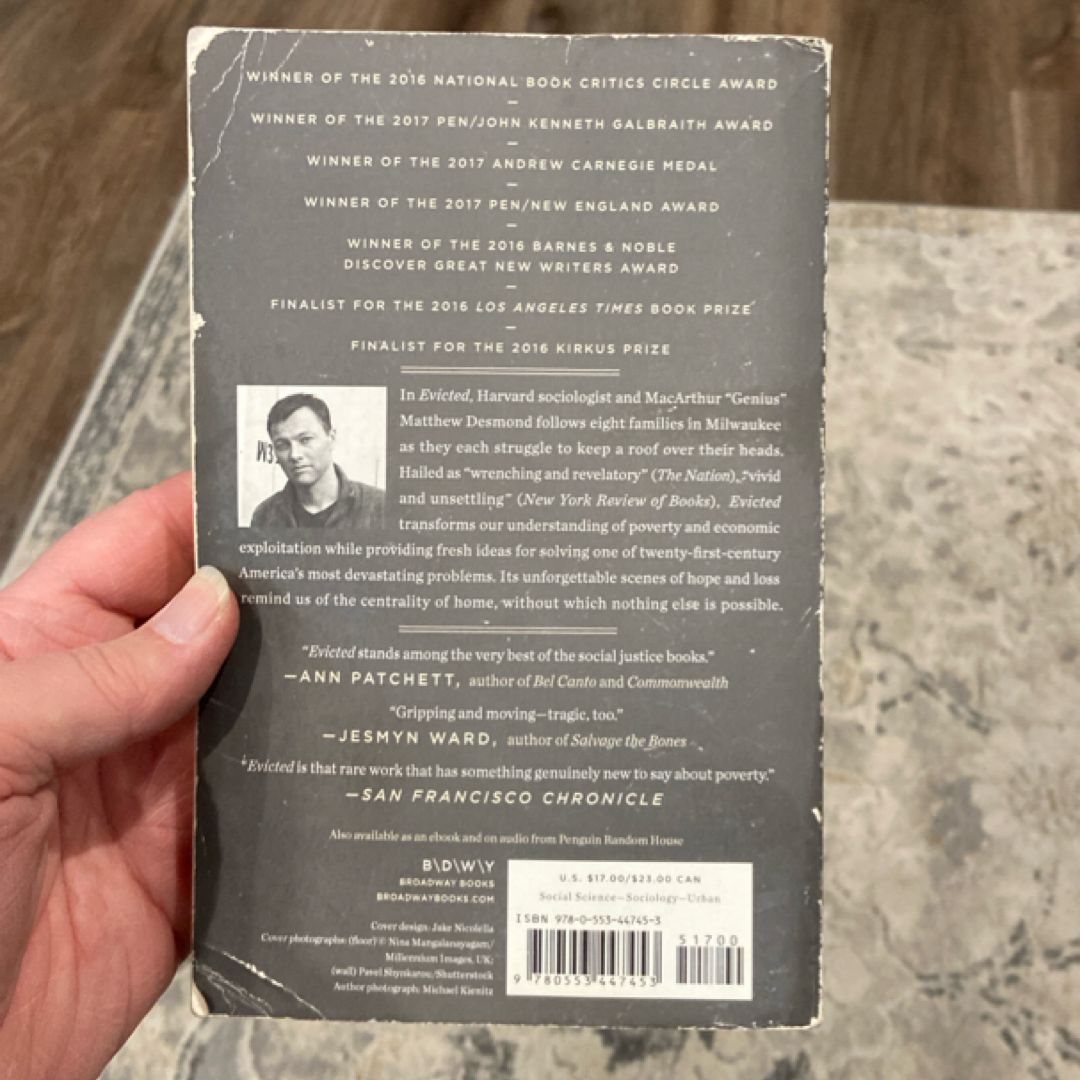 WINNER OF THE 2016 NATIONAL BOOK CRITICS CIRCLE AWARD
—
WINNER OF THE 2017 PEN/JOHN KENNETH GALBRAITH AWARD
—
WINNER OF THE 2017 ANDREW CARNEGIE MEDAL
—
WINNER OF THE 2017 PEN/NEW ENGLAND AWARD
—
WINNER OF THE 2016 BARNES & NOBLE
DISCOVER GREAT NEW WRITERS AWARD
—
FINALIST FOR THE 2016 LOS ANGELES TIMES BOOK PRIZE
—
FINALIST FOR THE 2016 KIRKUS PRIZE
In Evicted, Harvard sociologist and MacArthur “Genius”
Matthew Desmond follows eight families in Milwaukee
as they each struggle to keep a roof over their heads.
Hailed as “wrenching and revelatory” (The Nation), “vivid
and unsettling” (New York Review of Books), Evicted
transforms our understanding of poverty and economic
exploitation while providing fresh ideas for solving one of twenty-first-century
America’s most devastating problems. Its unforgettable scenes of hope and loss
remind us of the centrality of home, without which nothing else is possible.
“Evicted stands among the very best of the social justice books.”
—ANN PATCHETT, author of Bel Canto and Commonwealth
“Gripping and moving—tragic, too.”
—JESMYN WARD, author of Salvage the Bones
“Evicted is that rare work that has something genuinely new to say about poverty.”
—SAN FRANCISCO CHRONICLE
Also available as an ebook and on audio from Penguin Random House
B\D\W\Y
BROADWAY BOOKS
BROADWAYBOOKS.COM
Cover design: Jake Nicolella
Cover photographs: (floor) © Nina Mangalanayagam/
Millennium Images, UK;
(wall) Pavel Shynkarou/Shutterstock
Author photograph: Michael Kienitz
U.S. $17.00/$23.00 CAN
Social Science—Sociology—Urban
ISBN 978-0-553-44745-3
51700
9 780553 447453